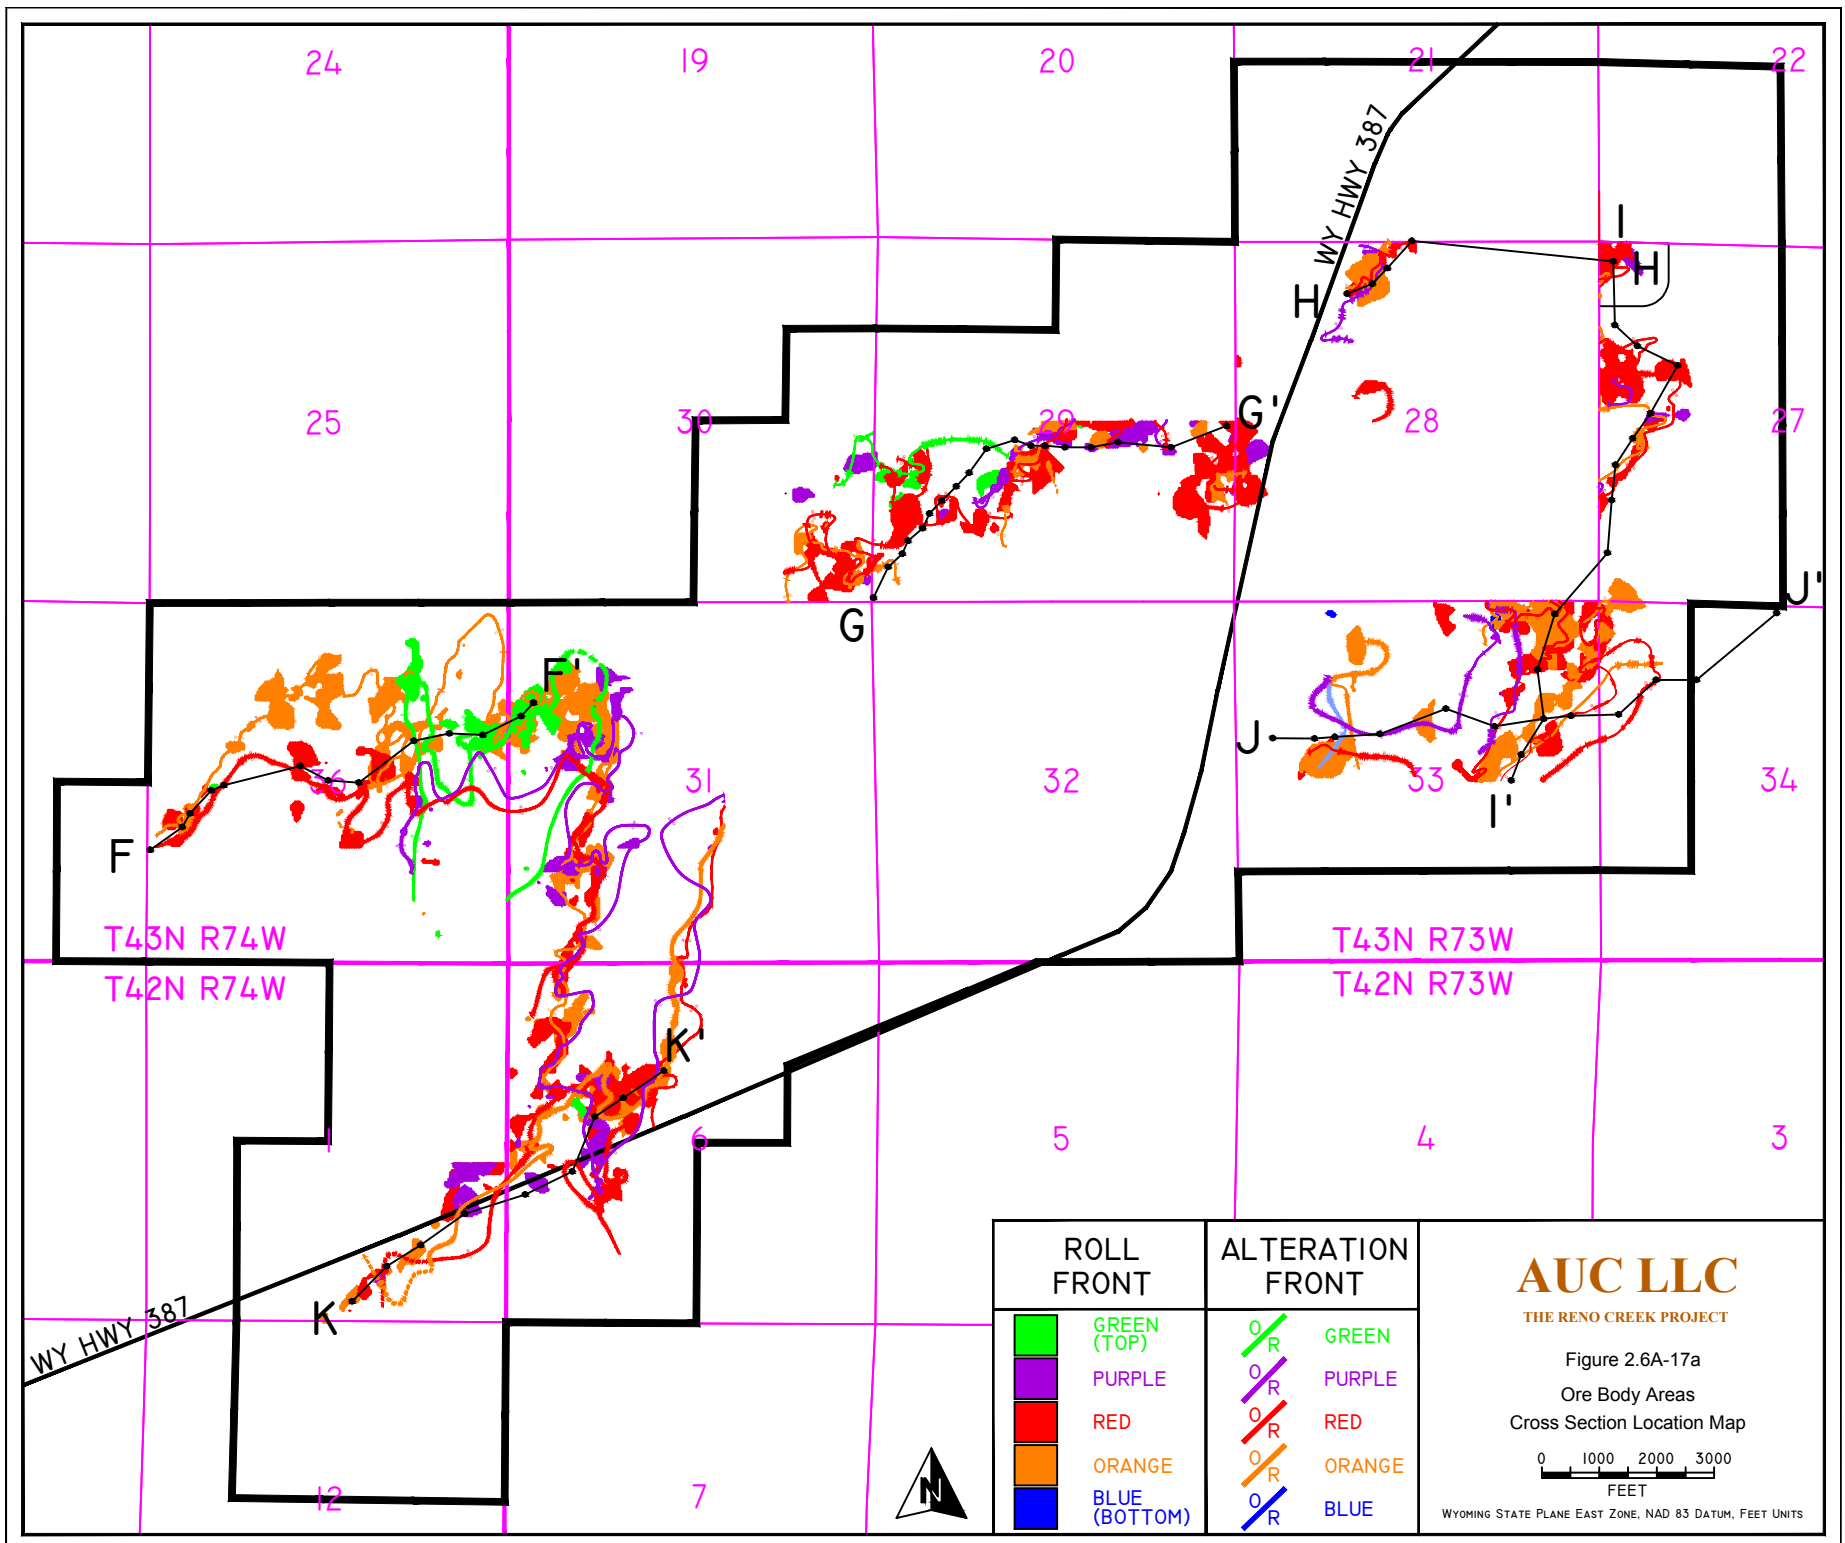 24
19
20
21
22
WY HWY 387
I
H
H
25
30
29
G'
28
27
G
J'
F'
J
36
31
32
33
34
I'
F
T43N R74W
T43N R73W
T42N R74W
T42N R73W
K'
1
6
5
4
3
K
WY HWY 387
12
7
N
ROLL
FRONT
GREEN
(TOP)
PURPLE
RED
ORANGE
BLUE
(BOTTOM)
ALTERATION
FRONT
O
R
GREEN
O
R
PURPLE
O
R
RED
O
R
ORANGE
O
R
BLUE
AUC LLC
THE RENO CREEK PROJECT
Figure 2.6A-17a
Ore Body Areas
Cross Section Location Map
0 1000 2000 3000
FEET
WYOMING STATE PLANE EAST ZONE, NAD 83 DATUM, FEET UNITS